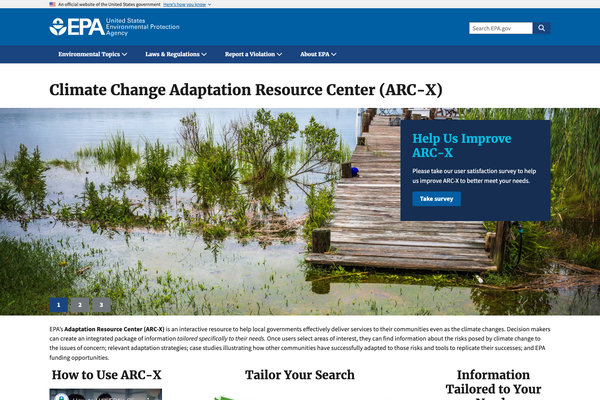 An official website of the United States government Here's how you know
EPA United States
Environmental Protection
Agency
Search EPA.gov
Environmental Topics Laws & Regulations Report a Violation About EPA
Climate Change Adaptation Resource Center (ARC-X)
Help Us Improve
ARC-X
Please take our user satisfaction survey to help
us improve ARC-X to better meet your needs.
Take survey
1 2 3
EPA's Adaptation Resource Center (ARC-X) is an interactive resource to help local governments effectively deliver services to their communities even as the climate changes. Decision makers
can create an integrated package of information tailored specifically to their needs. Once users select areas of interest, they can find information about the risks posed by climate change to
the issues of concern; relevant adaptation strategies; case studies illustrating how other communities have successfully adapted to those risks and tools to replicate their successes; and EPA
funding opportunities.
How to Use ARC-X
Tailor Your Search
Information
Tailored to Your